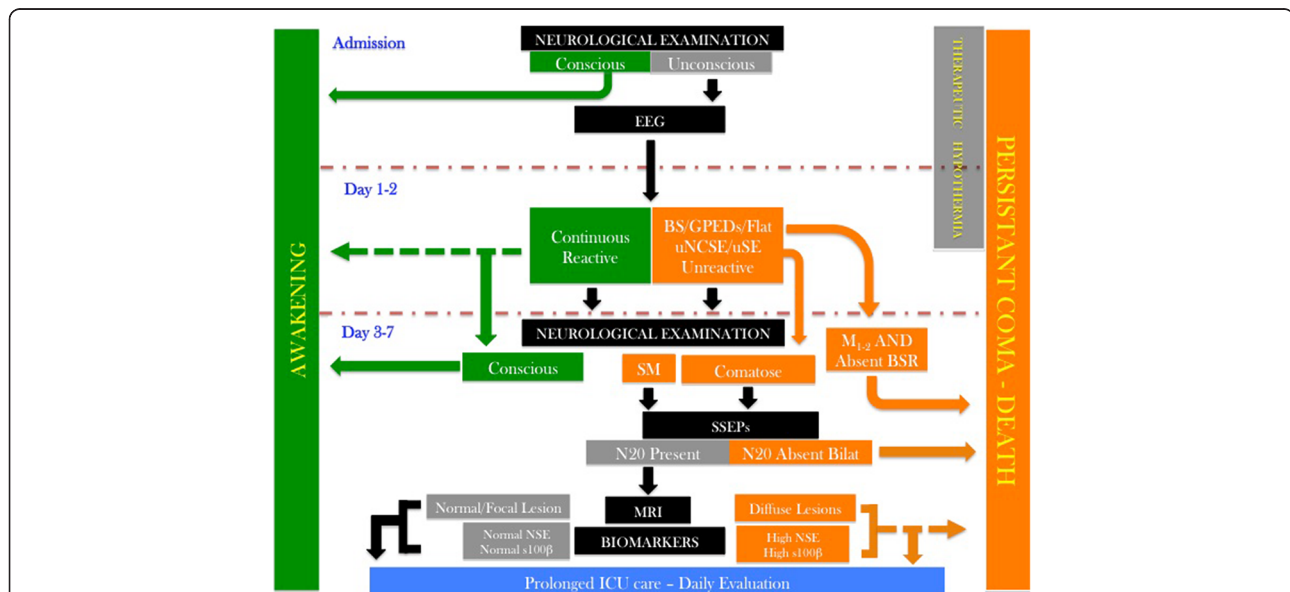 Admission
NEUROLOGICAL EXAMINATION
Conscious
Unconscious
EEG
THERAPEUTIC HYPOTHERMIA
AWAKENING
PERSISTANT COMA - DEATH
Day 1-2
Continuous
Reactive
BS/GPEDs/Flat
uNCSE/uSE
Unreactive
Day 3-7
NEUROLOGICAL EXAMINATION
M1-2 AND
Absent BSR
Conscious
SM
Comatose
SSEPs
N20 Present
N20 Absent Bilat
Normal/Focal Lesion
MRI
Diffuse Lesions
Normal NSE
Normal s100β
BIOMARKERS
High NSE
High s100β
Prolonged ICU care – Daily Evaluation